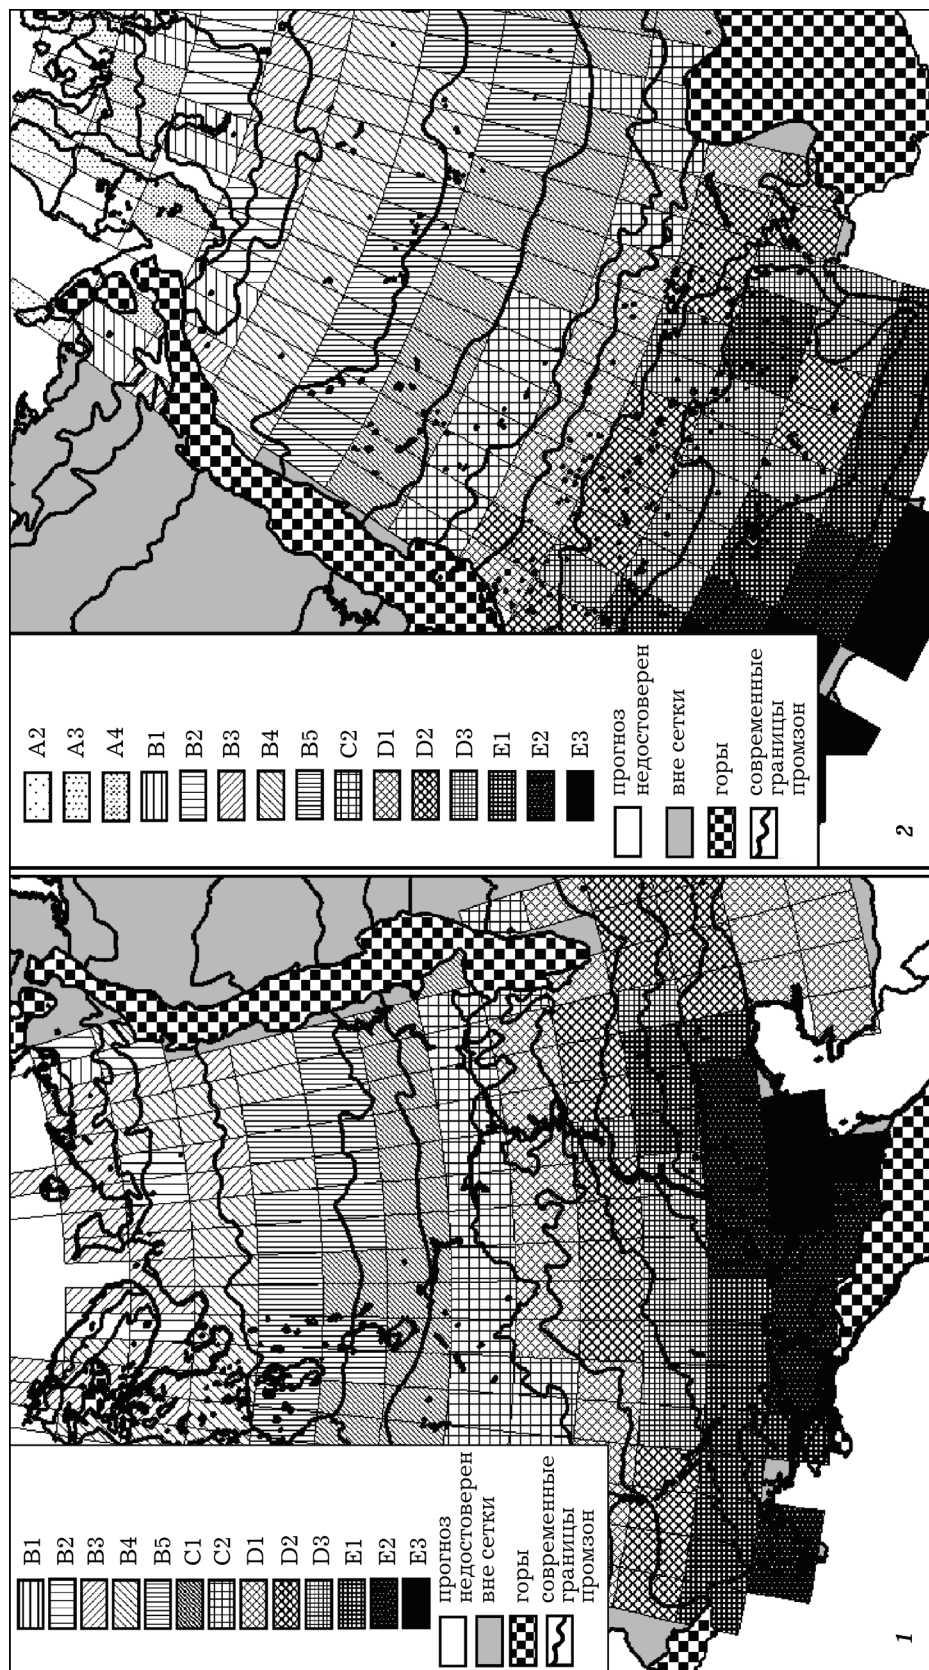 B1
B2
B3
B4
B5
C1
C2
D1
D2
D3
E1
E2
E3
прогноз
недостоверен
вне сетки
горы
современные
границы
промзон
1
A2
A3
A4
B1
B2
B3
B4
B5
C2
D1
D2
D3
E1
E2
E3
прогноз
недостоверен
вне сетки
горы
современные
границы
промзон
2